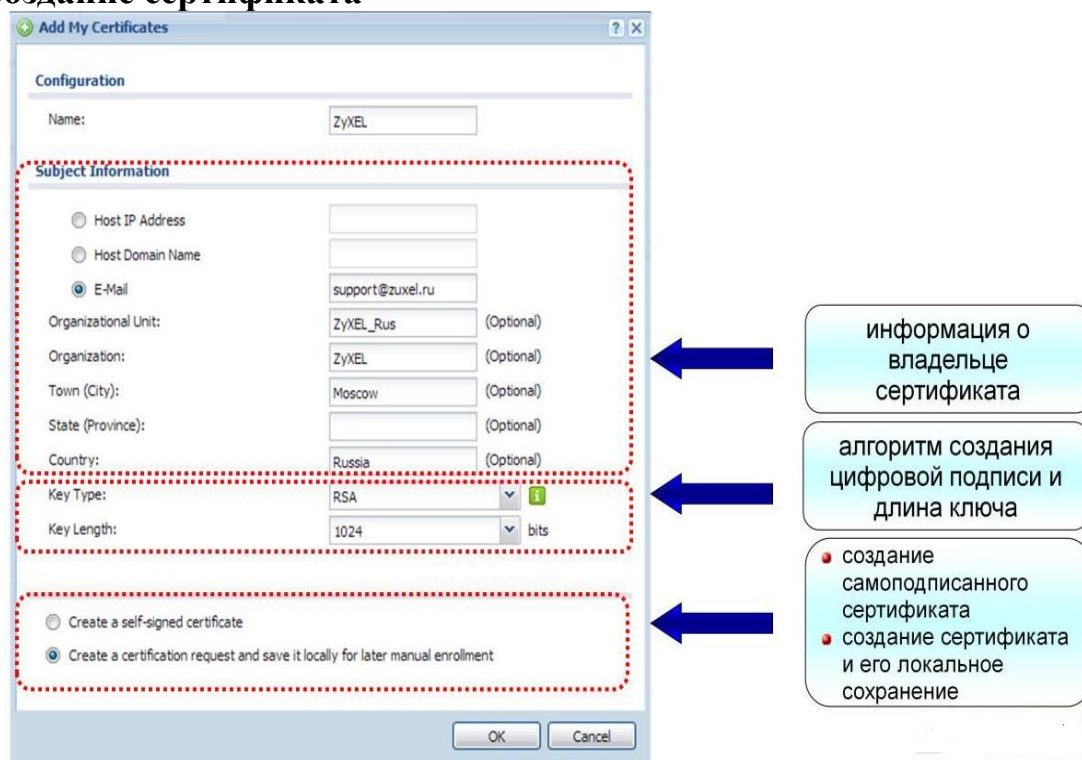 создание сертификата
Add My Certificates ? X
Configuration
Name: ZyXEL
Subject Information
Host IP Address
Host Domain Name
E-Mail support@zuxel.ru
Organizational Unit: ZyXEL_Rus (Optional)
Organization: ZyXEL (Optional)
Town (City): Moscow (Optional)
State (Province): (Optional)
Country: Russia (Optional)
Key Type: RSA
Key Length: 1024 bits
Create a self-signed certificate
Create a certification request and save it locally for later manual enrollment
OK Cancel
информация о
владельце
сертификата
алгоритм создания
цифровой подписи и
длина ключа
создание
самоподписанного
сертификата
создание сертификата
и его локальное
сохранение